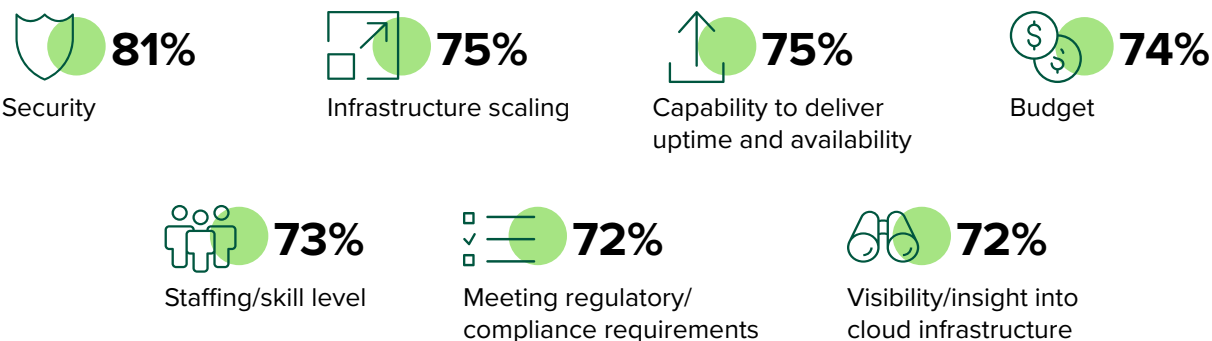 81%
Security
75%
Infrastructure scaling
75%
Capability to deliver
uptime and availability
74%
Budget
73%
Staffing/skill level
72%
Meeting regulatory/
compliance requirements
72%
Visibility/insight into
cloud infrastructure